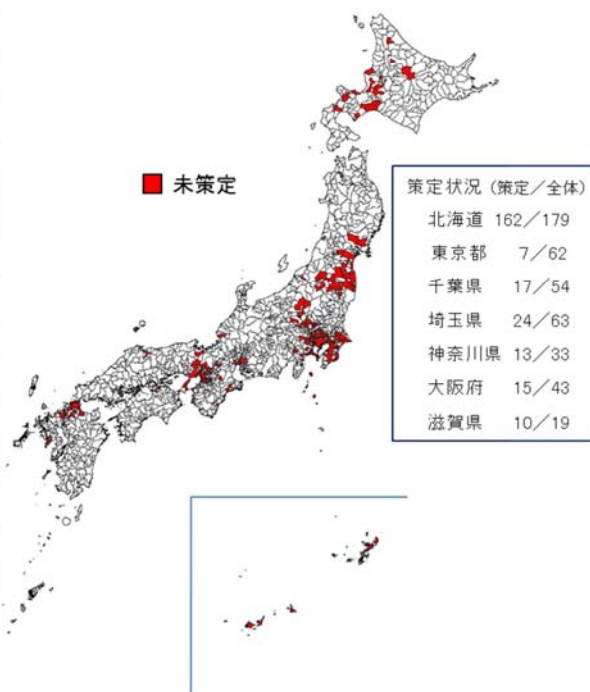 未策定
策定状況 (策定／全体)
北海道 162／179
東京都 7／62
千葉県 17／54
埼玉県 24／63
神奈川県 13／33
大阪府 15／43
滋賀県 10／19